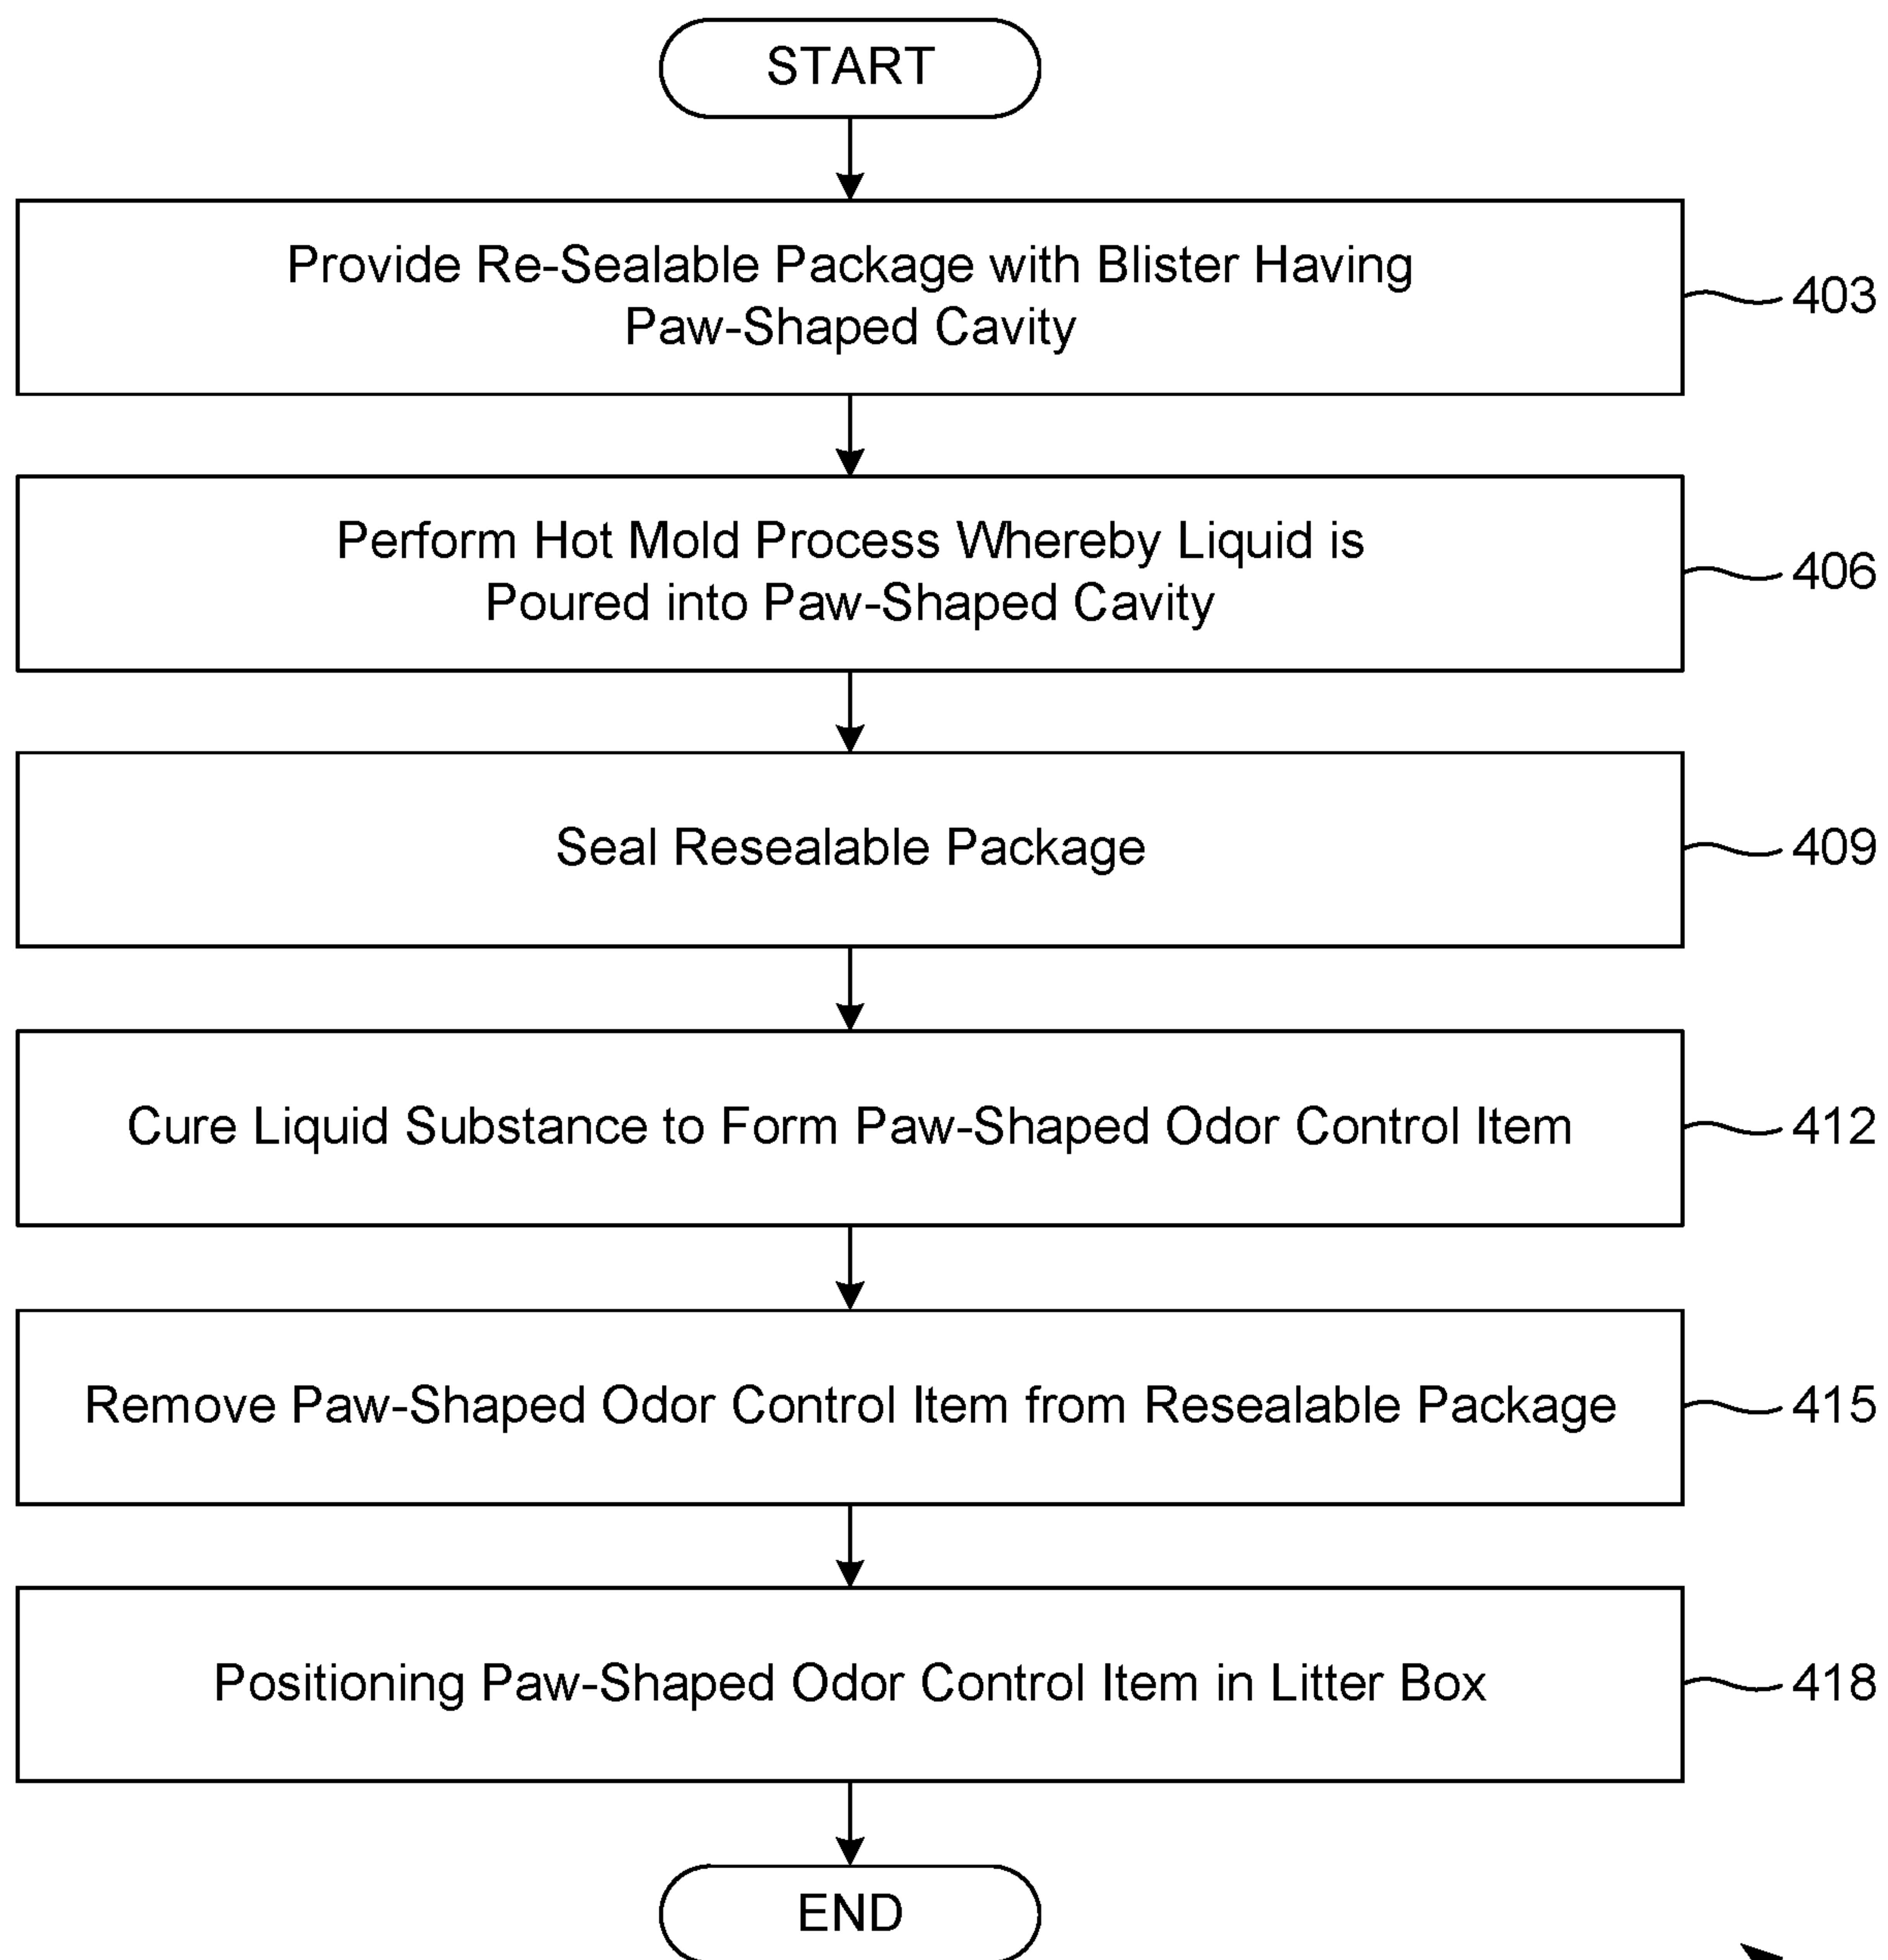 START
Provide Re-Sealable Package with Blister Having
Paw-Shaped Cavity
403
Perform Hot Mold Process Whereby Liquid is
Poured into Paw-Shaped Cavity
406
Seal Resealable Package
409
Cure Liquid Substance to Form Paw-Shaped Odor Control Item
412
Remove Paw-Shaped Odor Control Item from Resealable Package
415
Positioning Paw-Shaped Odor Control Item in Litter Box
418
END